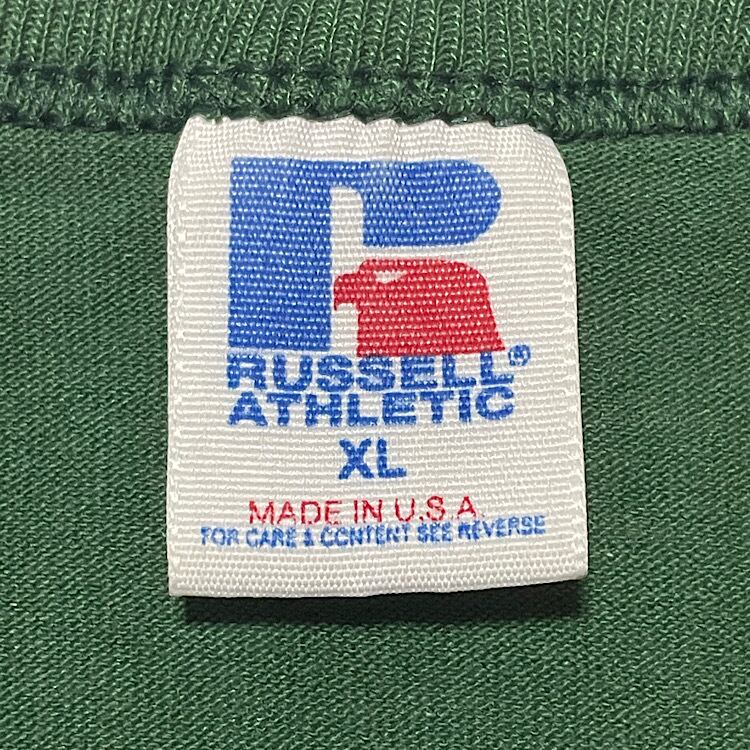 RUSSELL®
ATHLETIC
XL
MADE IN U.S.A.
FOR CARE & CONTENT SEE REVERSE